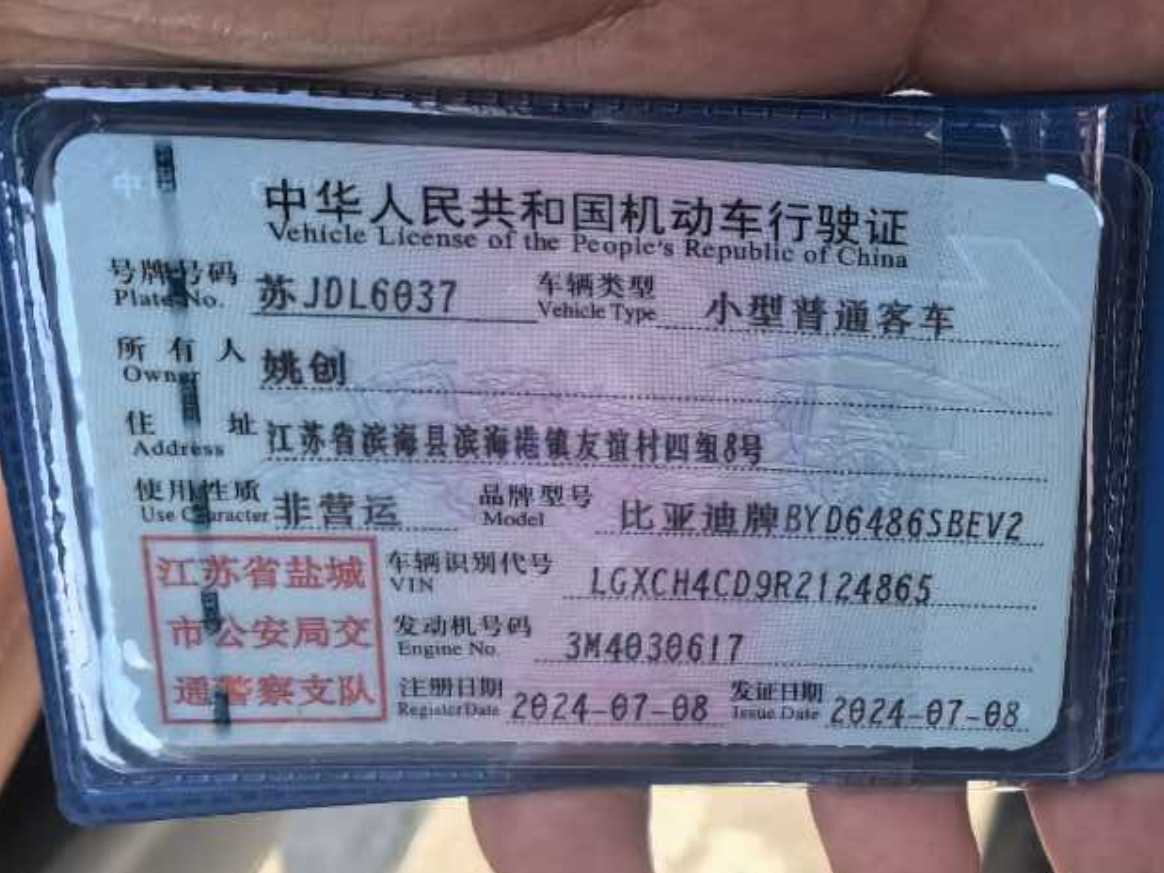 中华人民共和国机动车行驶证
Vehicle License of the People's Republic of China
号牌号码 苏JDL6037 车辆类型 小型普通客车
Plate No. Vehicle Type
所有人 姚创
Owner
住址 江苏省滨海县滨海港镇友谊村四组8号
Address
使用性质 非营运 品牌型号 比亚迪牌BYD6486SBEV2
Use Character Model
江苏省盐城 车辆识别代号 LGXCH4CD9R2124865
VIN
市公安局交 发动机号码 3M4030617
Engine No.
通警察支队 注册日期 2024-07-08 发证日期 2024-07-08
Register Date Issue Date